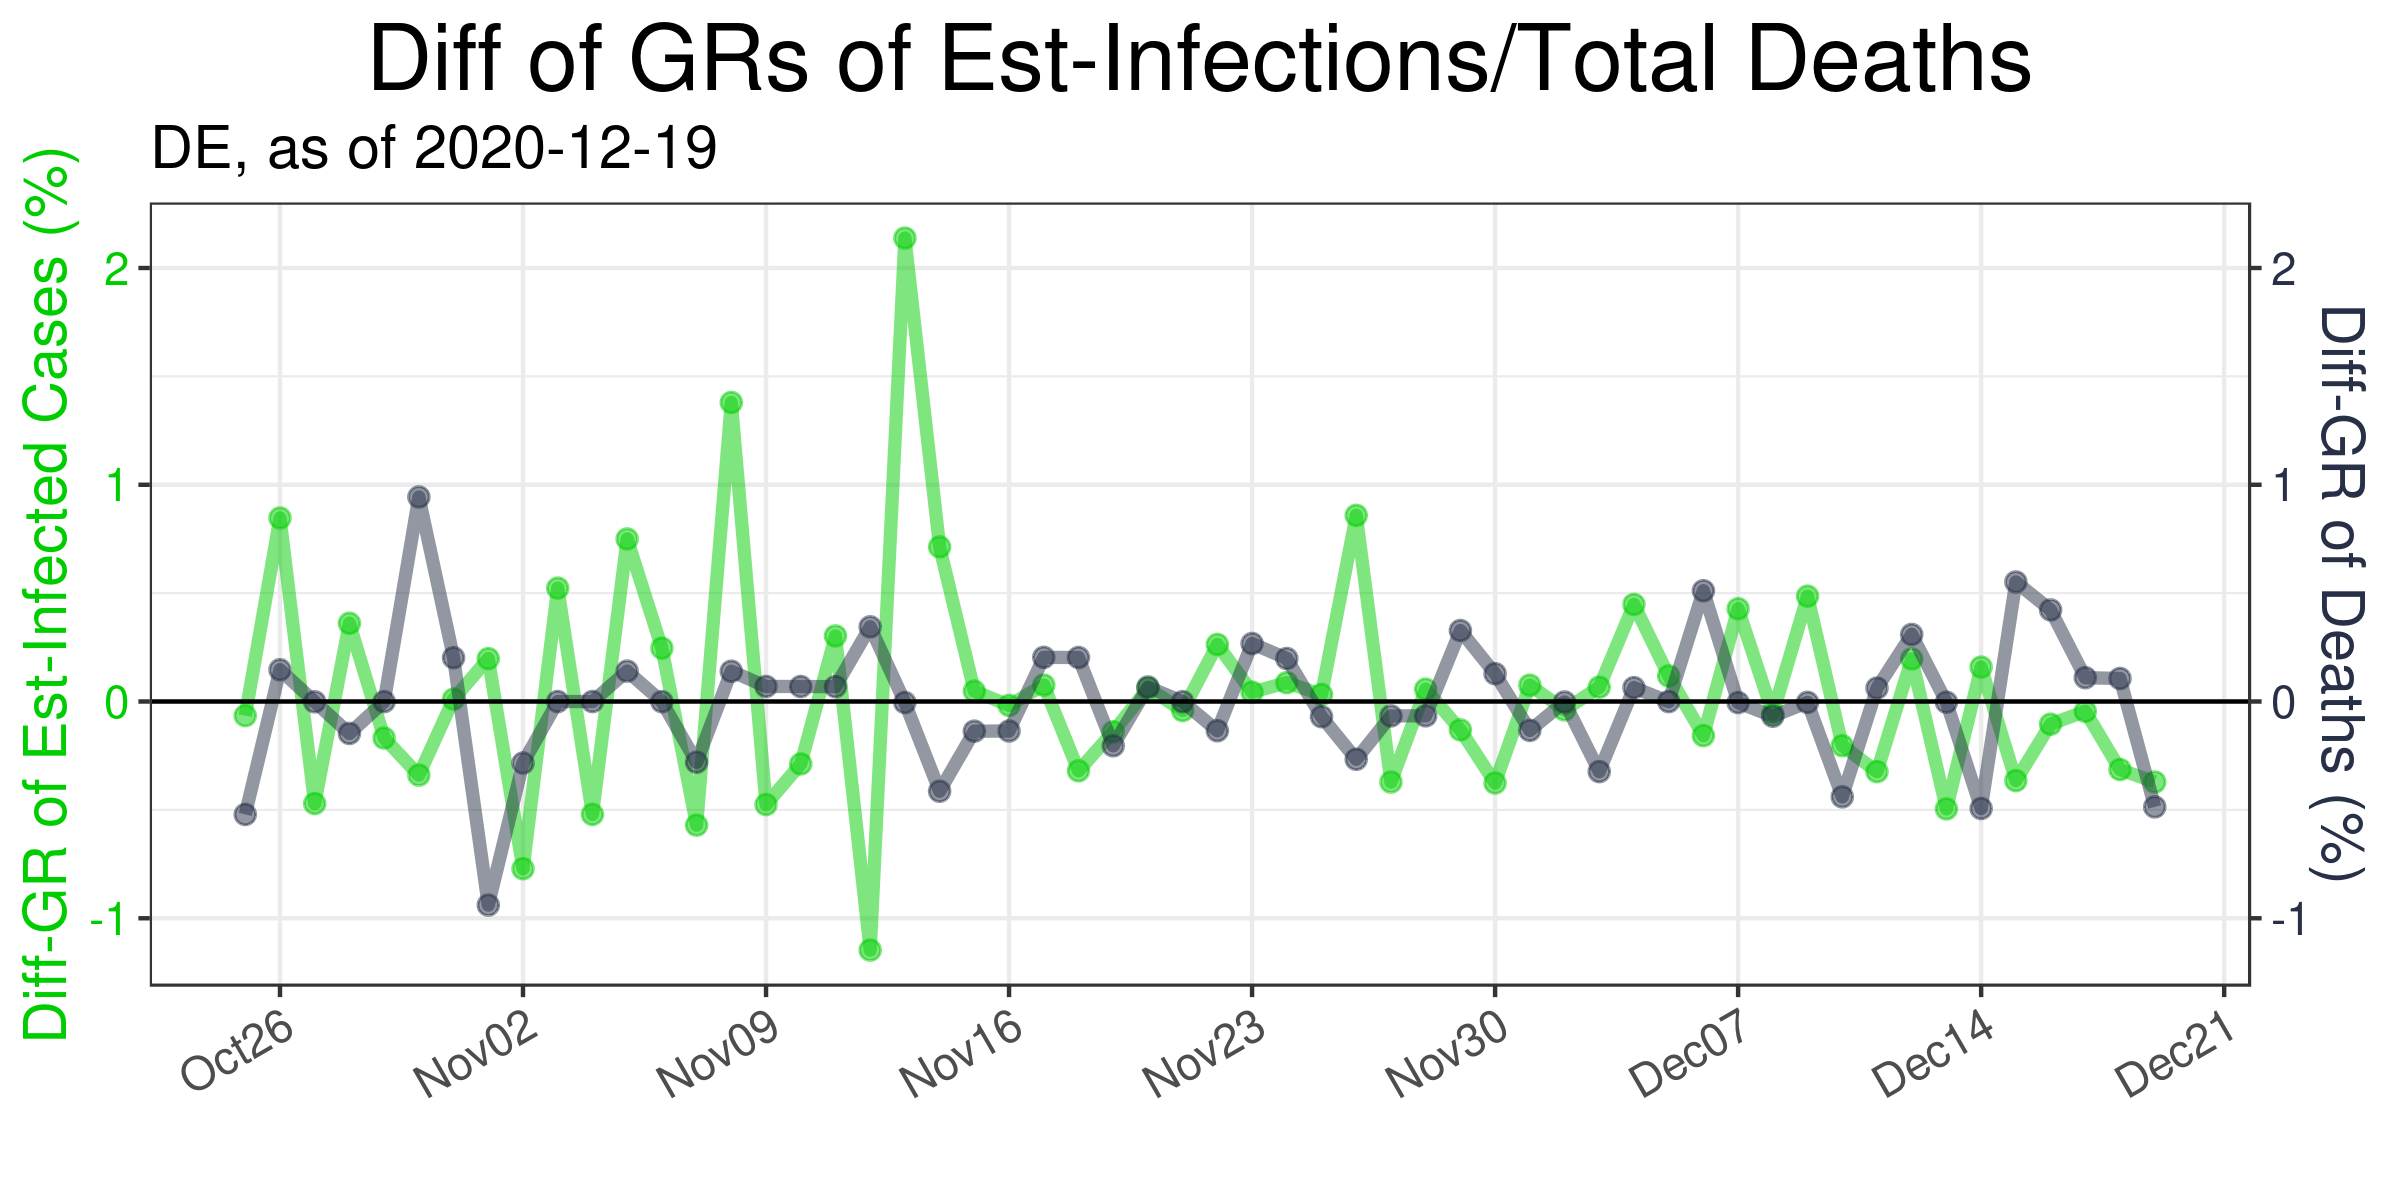 Diff of GRs of Est-Infections/Total Deaths
DE, as of 2020-12-19
Diff-GR of Est-Infected Cases (%)
2
1
0
-1
2
1
0
-1
Diff-GR of Deaths (%)
Oct26
Nov02
Nov09
Nov16
Nov23
Nov30
Dec07
Dec14
Dec21